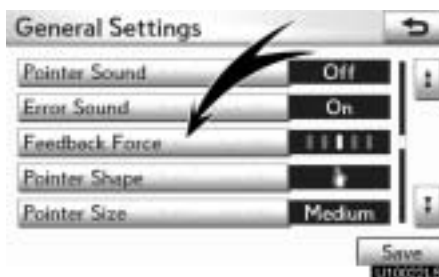 General Settings
Pointer Sound Off
Error Sound On
Feedback Force
Pointer Shape
Pointer Size Medium
Save